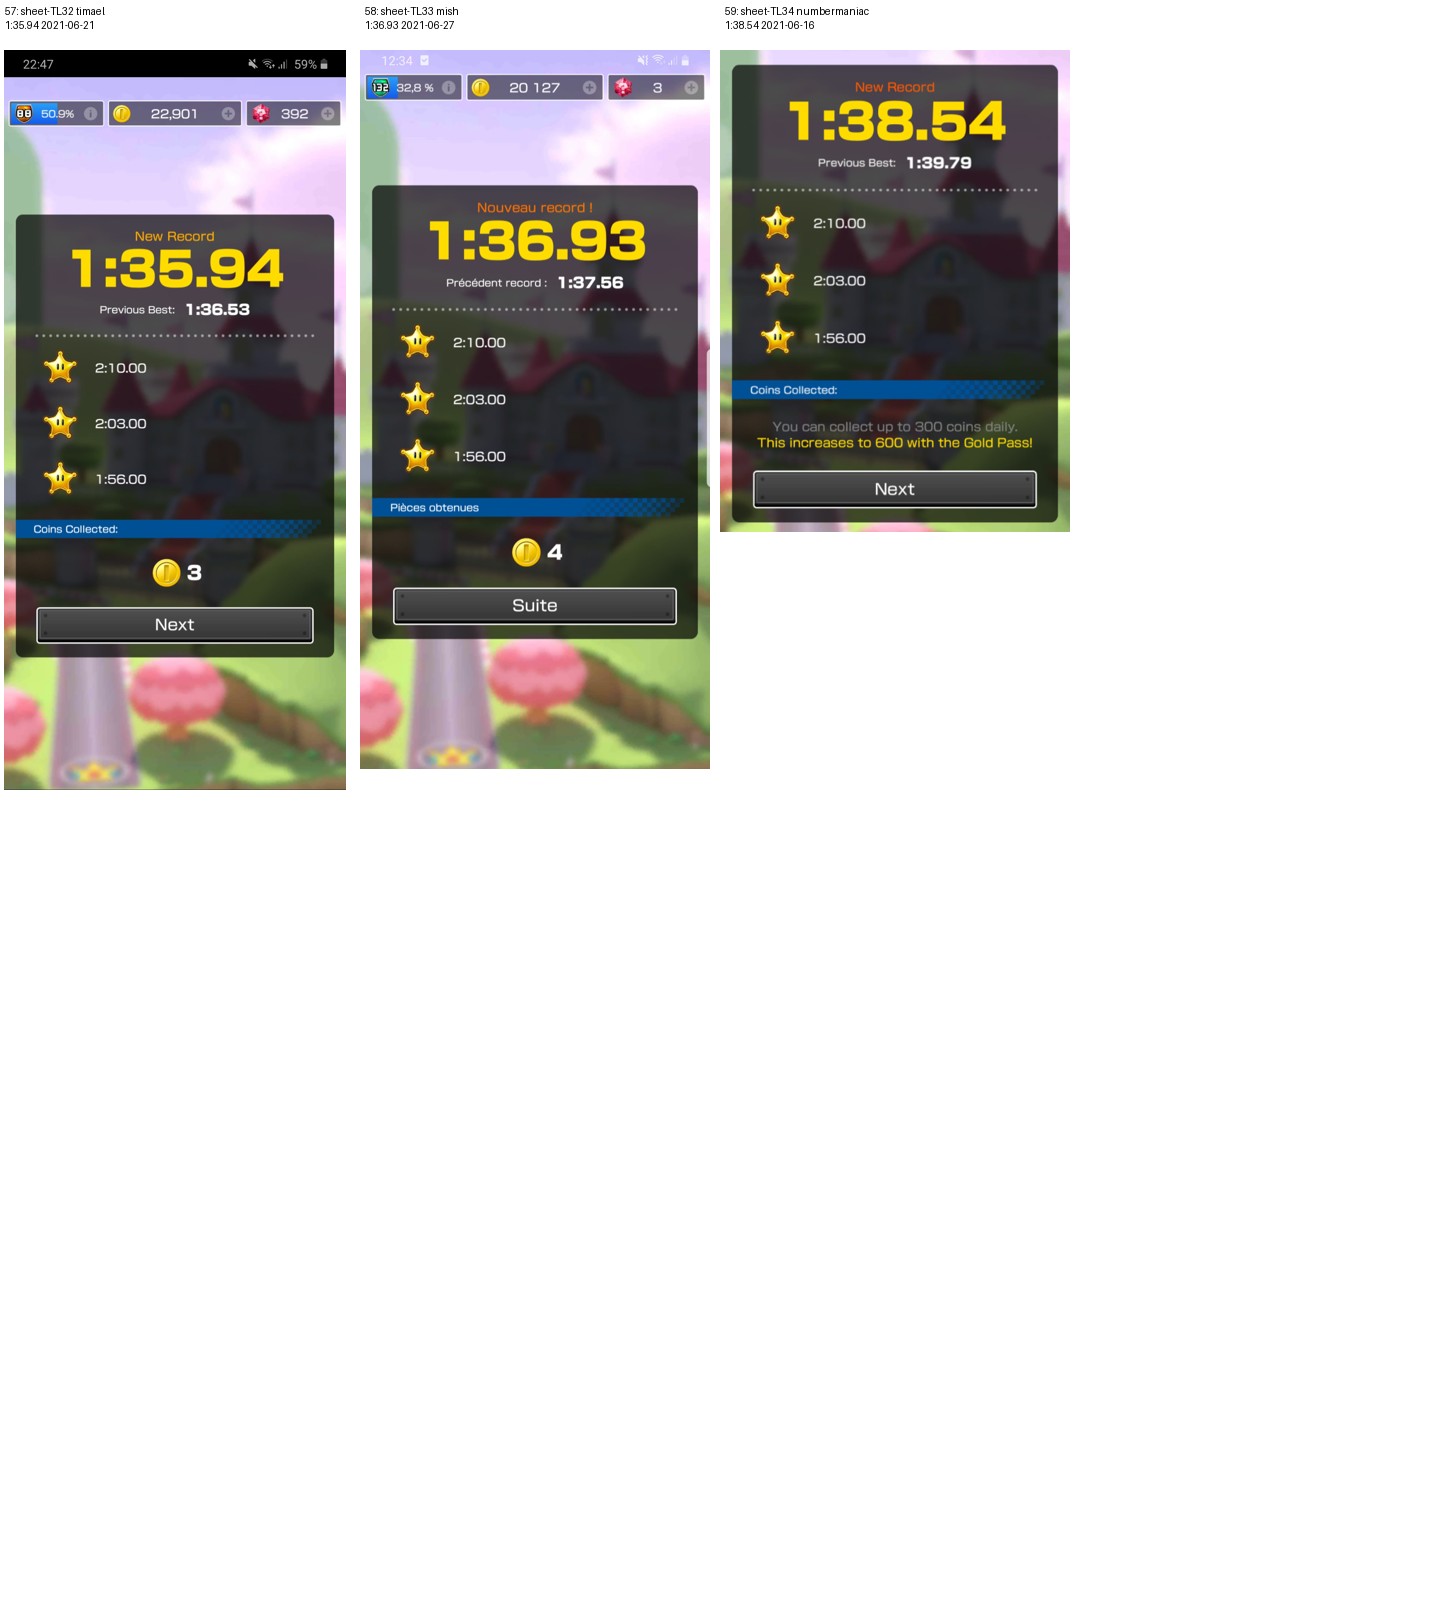 57: sheet-TL32 timael
1:35.94 2021-06-21
22:47
59%
88 50.9% i 22,901 + 392 +
New Record
1:35.94
Previous Best: 1:36.53
2:10.00
2:03.00
1:56.00
Coins Collected:
3
Next
58: sheet-TL33 mish
1:36.93 2021-06-27
12:34
132 32,8 % i 20 127 + 3 +
Nouveau record !
1:36.93
Précédent record : 1:37.56
2:10.00
2:03.00
1:56.00
Pièces obtenues
4
Suite
59: sheet-TL34 numbermaniac
1:38.54 2021-06-16
New Record
1:38.54
Previous Best: 1:39.79
2:10.00
2:03.00
1:56.00
Coins Collected:
You can collect up to 300 coins daily.
This increases to 600 with the Gold Pass!
Next